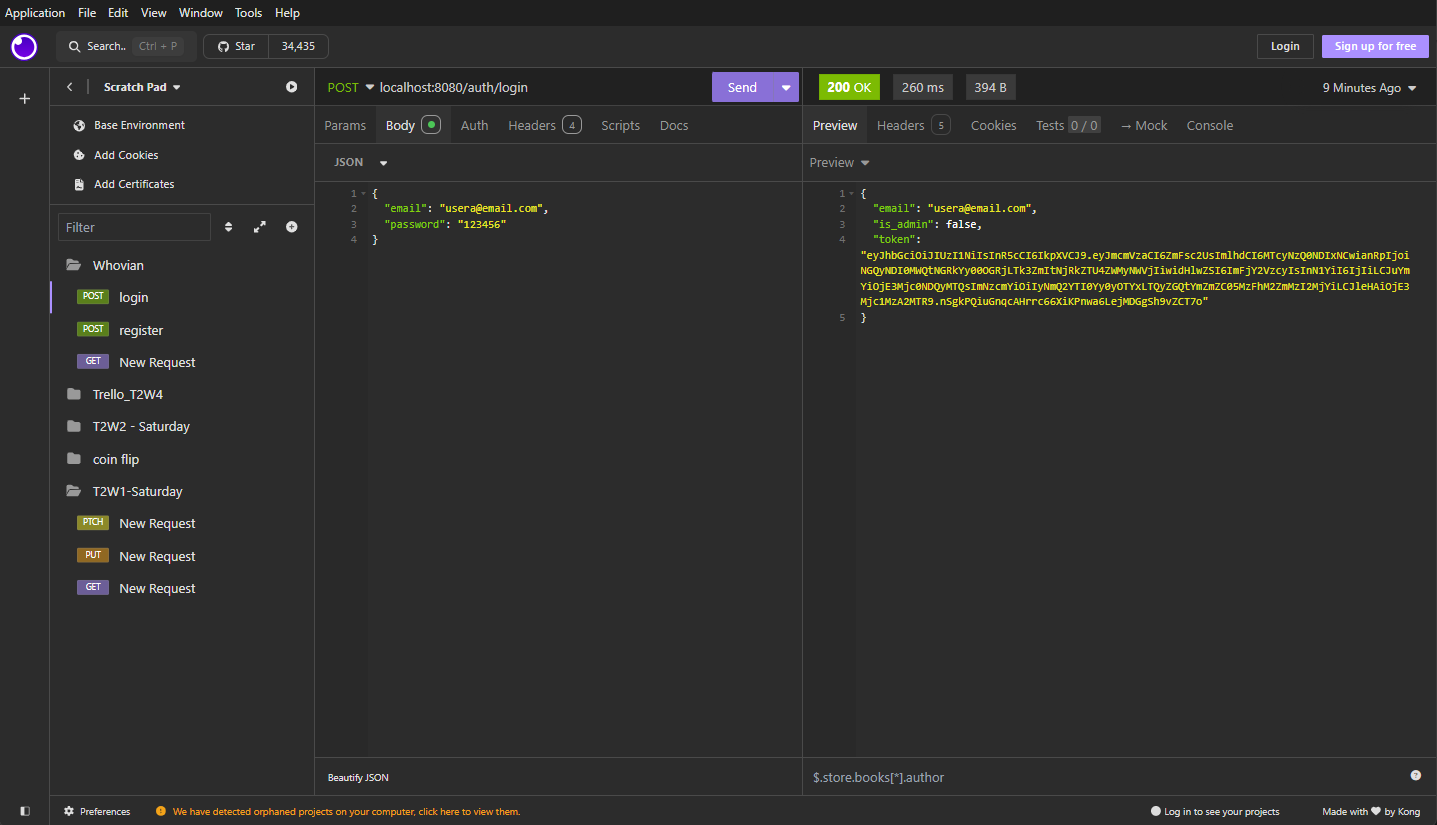 Application File Edit View Window Tools Help
Search.. Ctrl + P Star 34,435 Login Sign up for free
Scratch Pad
Base Environment
Add Cookies
Add Certificates
Filter
Whovian
POST login
POST register
GET New Request
Trello_T2W4
T2W2 - Saturday
coin flip
T2W1-Saturday
PTCH New Request
PUT New Request
GET New Request
POST localhost:8080/auth/login Send
Params Body Auth Headers 4 Scripts Docs
JSON
1 {
2 "email": "usera@email.com",
3 "password": "123456"
4 }
Beautify JSON
200 OK 260 ms 394 B 9 Minutes Ago
Preview Headers 5 Cookies Tests 0 / 0 → Mock Console
Preview
1 {
2 "email": "usera@email.com",
3 "is_admin": false,
4 "token":
"eyJhbGciOiJIUzI1NiIsInR5cCI6IkpXVCJ9.eyJmcmVzaCI6ZmFsc2UsImlhdCI6MTcyNzQ0NDIxNCwianRpIjoi
NGQyNDI0MWQtNGRkYy00OGRjLTk3ZmItNjRkZTU4ZWMyNWVjIiwidHlwZSI6ImFjY2VzcyIsInN1YiI6IjIiLCJuYm
YiOjE3Mjc0NDQyMTQsImNzcmYiOiIyNmQ2YTI0Yy0yOTYxLTQyZGQtYmZmZC05MzFhM2ZmMzI2MjYiLCJleHAiOjE3
Mjc1MzA2MTR9.nSgkPQiuGnqcAHrrc66XiKPnwa6LejMDGgSh9vZCT7o"
5 }
$.store.books[*].author
Preferences We have detected orphaned projects on your computer, click here to view them. Log in to see your projects Made with by Kong